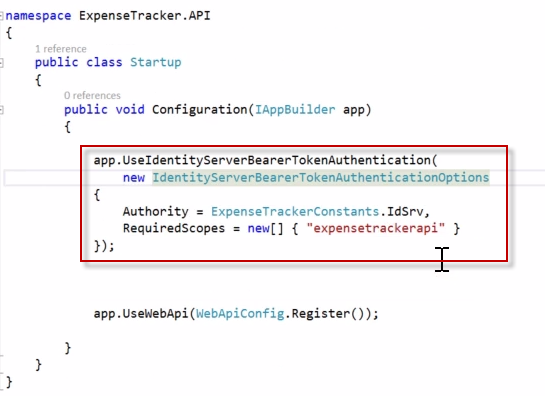 namespace ExpenseTracker.API
{
1 reference
public class Startup
{
0 references
public void Configuration(IAppBuilder app)
{
app.UseIdentityServerBearerTokenAuthentication(
new IdentityServerBearerTokenAuthenticationOptions
{
Authority = ExpenseTrackerConstants.IdSrv,
RequiredScopes = new[] { "expensetrackerapi" }
});
app.UseWebApi(WebApiConfig.Register());
}
}
}